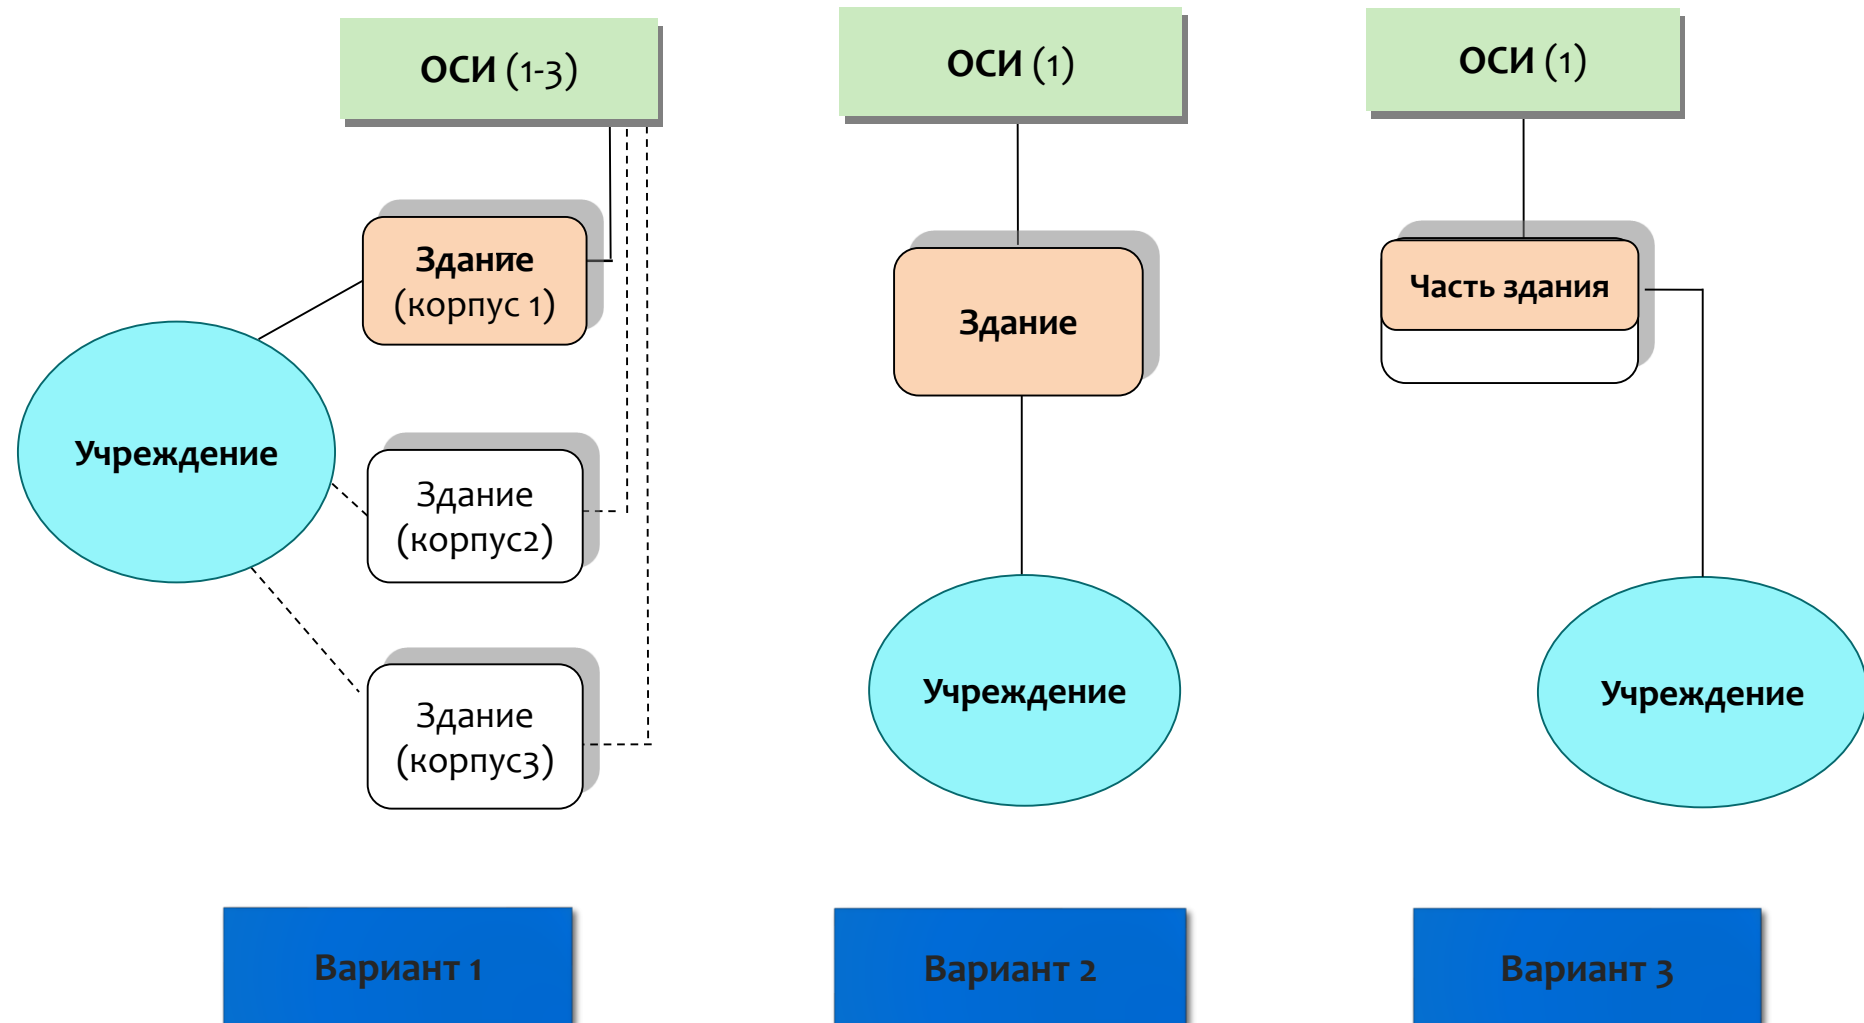 ОСИ (1-3)
Здание
(корпус 1)
Учреждение
Здание
(корпус2)
Здание
(корпус3)
Вариант 1
ОСИ (1)
Здание
Учреждение
Вариант 2
ОСИ (1)
Часть здания
Учреждение
Вариант 3